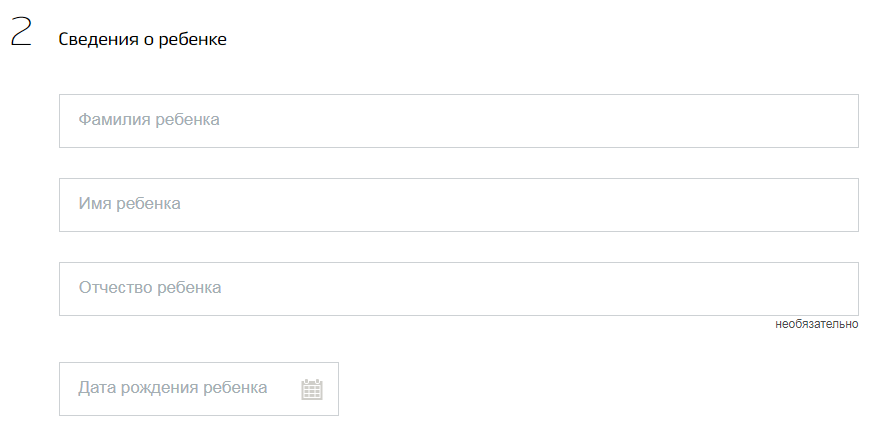 2 Сведения о ребенке
Фамилия ребенка
Имя ребенка
Отчество ребенка
необязательно
Дата рождения ребенка